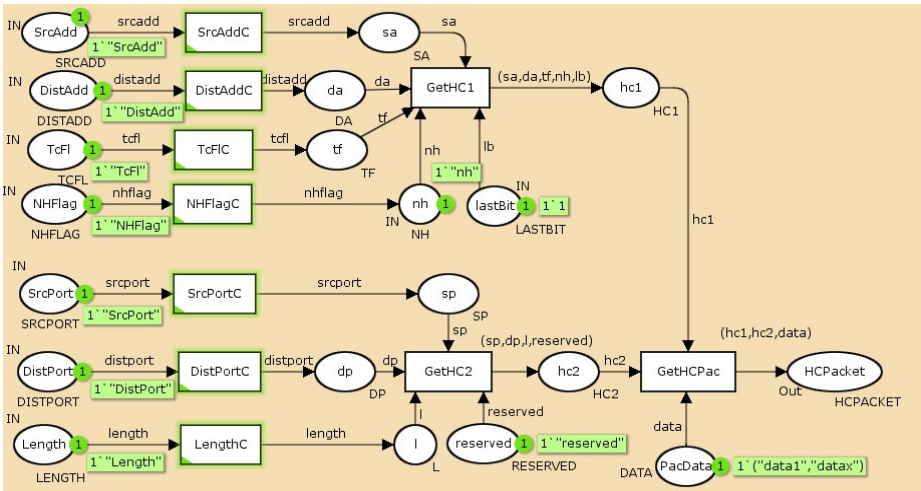 IN
SrcAdd
1
srcadd
SrcAddC
srcadd
sa
sa
1`"SrcAdd"
SRCADD
SA
IN
DistAdd
1
distadd
DistAddC
distadd
da
da
GetHC1
(sa,da,tf,nh,lb)
hc1
1`"DistAdd"
DISTADD
DA
HC1
IN
TcFl
1
tcfl
TcFlC
tcfl
tf
tf
1`"TcFl"
TCFL
TF
nh
lb
1`"nh"
IN
NHFlag
1
nhflag
NHFlagC
nhflag
nh
1
IN
lastBit
1
1`1
1`"NHFlag"
NHFLAG
IN
NH
LASTBIT
hc1
IN
SrcPort
1
srcport
SrcPortC
srcport
sp
1`"SrcPort"
SRCPORT
SP
sp
(sp,dp,l,reserved)
(hc1,hc2,data)
IN
DistPort
1
distport
DistPortC
distport
dp
dp
GetHC2
hc2
hc2
GetHCPac
HCPacket
1`"DistPort"
DISTPORT
DP
HC2
Out
HCPACKET
IN
l
reserved
data
Length
1
length
LengthC
length
l
reserved
1
1`"reserved"
1`"Length"
LENGTH
L
RESERVED
DATA
PacData
1
1`("data1","datax")